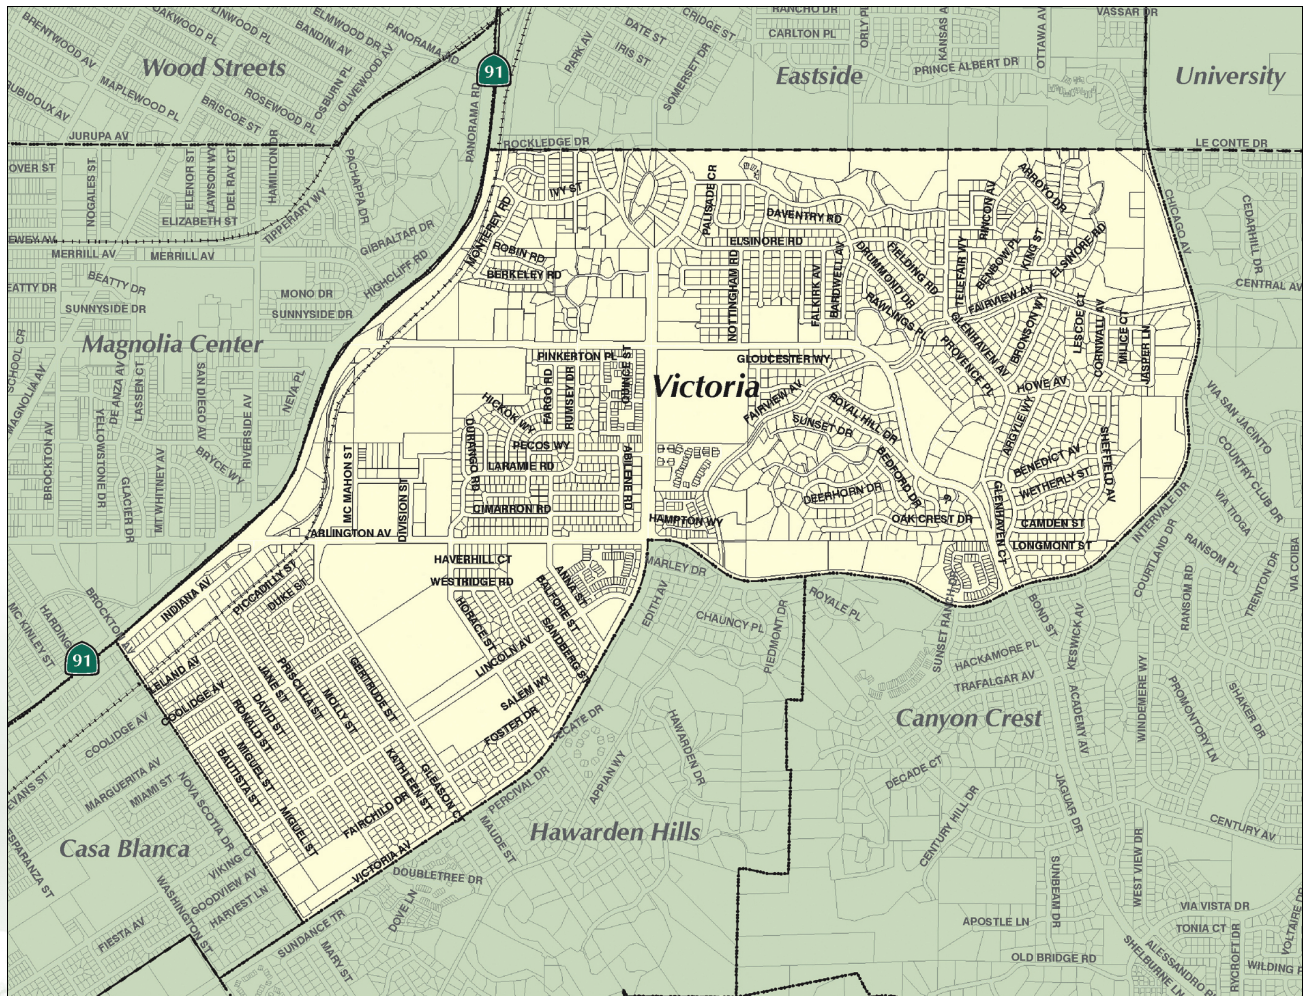 OAKWOOD PL
LINWOOD PL
ELMWOOD DR
BANDINI AV
PANORAMA RD
BRENTWOOD AV
Wood Streets
OSBURN PL
OLIVEWOOD AV
MAPLEWOOD PL
BRISCOE ST
ROSEWOOD PL
JURUPA AV
91
PANORAMA RD
PARK AV
DATE ST
IRIS ST
CRIDGE ST
SOMERSET DR
RANCHO DR
CARLTON PL
ORLY PL
KANSAS A
OTTAWA AV
VASSAR DR
Eastside
PRINCE ALBERT DR
University
ROCKLEDGE DR
LE CONTE DR
OVER ST
NOGALES ST
ELENOR ST
LAWSON WY
DEL RAY CT
HAMILTON DR
ELIZABETH ST
TIPPERARY WY
PACHAPPA DR
GIBRALTAR DR
HIGHCLIFF RD
EWEY AV
MERRILL AV
MERRILL AV
EATTY DR
BEATTY DR
SUNNYSIDE DR
MONO DR
SUNNYSIDE DR
Magnolia Center
SCHOOL CR
MAGNOLIA AV
DE ANZA AV
LASSEN CT
SAN DIEGO AV
NEVA PL
RIVERSIDE AV
BROCKTON AV
YELLOWSTONE DR
GLACIER DR
MT WHITNEY AV
BRYCE WY
MONTEREY RD
IVY ST
ROBIN RD
BERKELEY RD
PALISADE CR
DAVENTRY RD
ELSINORE RD
NOTTINGHAM RD
FALKIRK AV
BARDWELL AV
DRUMMOND DR
FIELDING RD
RAWLINGS PL
TELEFAIR WY
RINCON AV
ARROYO DR
BENBOW PL
KING ST
ELSINORE RD
FAIRVIEW AV
GLENHAVEN AV
PROVENCE PL
BRONSON WY
LESCOE CT
CORNWALL AV
MILICE CT
JASPER LN
CHICAGO AV
CEDARHILL DR
CENTRAL AV
PINKERTON PL
GLOUCESTER WY
Victoria
QUINCE ST
FARGO RD
RUMSEY DR
HICKOK WY
DURANGO RD
PECOS WY
LARAMIE RD
CIMARRON RD
ABILENE RD
FAIRVIEW AV
ROYAL HILL DR
SUNSET DR
BEDFORD DR
DEERHORN DR
OAK CREST DR
HAMPTON WY
HOWE AV
ARGYLE WY
BENEDICT AV
WETHERLY ST
SHEFFIELD AV
CAMDEN ST
LONGMONT ST
GLENHAVEN CT
VIA SAN JACINTO
COUNTRY CLUB DR
VIA TIOGA
INTERVALE DR
COURTLAND DR
RANSOM PL
RANSOM RD
TRENTON DR
VIA COIBA
MC MAHON ST
DIVISION ST
ARLINGTON AV
HAVERHILL CT
WESTRIDGE RD
HORACE ST
ANNA ST
BALFORE ST
SANDBERG ST
LINCOLN AV
SALEM WY
FOSTER DR
INDIANA AV
PICCADILLY ST
DUKE ST
LELAND AV
COOLIDGE AV
JANE ST
PRISCILLA ST
GERTRUDE ST
MOLLY ST
DAVID ST
RONALD ST
MIGUEL ST
BAUTISTA ST
MIGUEL ST
KATHLEEN ST
GLEASON CT
FAIRCHILD DR
VICTORIA AV
HARDING
MC KINLEY ST
BROCKTON AV
91
COOLIDGE AV
EVANS ST
MARGUERITA AV
MIAMI ST
NOVA SCOTIA DR
ESPARANZA ST
Casa Blanca
VIKING CT
GOODVIEW AV
HARVEST LN
WASHINGTON ST
FIESTA AV
SUNDANCE TR
MARY ST
DOVE LN
DOUBLETREE DR
MAUDE ST
PERCIVAL DR
APPIAN WY
HAWARDEN DR
Hawarden Hills
MARLEY DR
EDITH AV
CHAUNCY PL
PIEDMONT DR
ROYALE PL
SUNSET RANCH DR
BOND ST
KESWICK AV
HACKAMORE PL
TRAFALGAR AV
Canyon Crest
ACADEMY AV
WINDEMERE WY
PROMONTORY LN
SHAKER DR
DECADE CT
CENTURY HILL DR
JAGUAR DR
CENTURY AV
SUNBEAM DR
WEST VIEW DR
VIA VISTA DR
TONIA CT
VOLTAIRE DR
APOSTLE LN
OLD BRIDGE RD
SHELBURNE LN
ALESSANDRO
RYCROFT DR
WILDING P